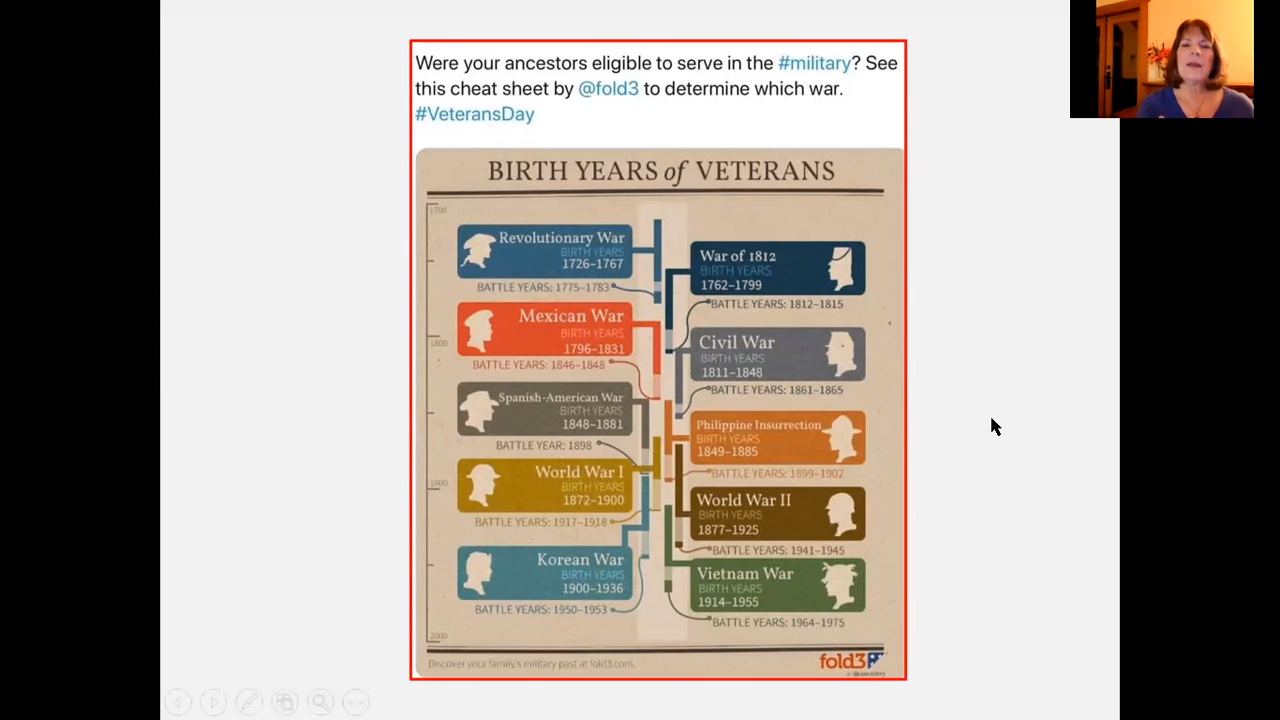 Were your ancestors eligible to serve in the #military? See
this cheat sheet by @fold3 to determine which war.
#VeteransDay
BIRTH YEARS of VETERANS
1700
Revolutionary War
BIRTH YEARS
1726–1767
BATTLE YEARS: 1775–1783
War of 1812
BIRTH YEARS
1762–1799
BATTLE YEARS: 1812–1815
Mexican War
BIRTH YEARS
1796–1831
BATTLE YEARS: 1846–1848
1800
Civil War
BIRTH YEARS
1811–1848
BATTLE YEARS: 1861–1865
Spanish-American War
BIRTH YEARS
1848–1881
BATTLE YEAR: 1898
Philippine Insurrection
BIRTH YEARS
1849–1885
BATTLE YEARS: 1899–1902
World War I
BIRTH YEARS
1872–1900
BATTLE YEARS: 1917–1918
1900
World War II
BIRTH YEARS
1877–1925
BATTLE YEARS: 1941–1945
Korean War
BIRTH YEARS
1900–1936
BATTLE YEARS: 1950–1953
Vietnam War
BIRTH YEARS
1914–1955
BATTLE YEARS: 1964–1975
2000
Discover your family's military past at fold3.com.
fold3
by ancestry